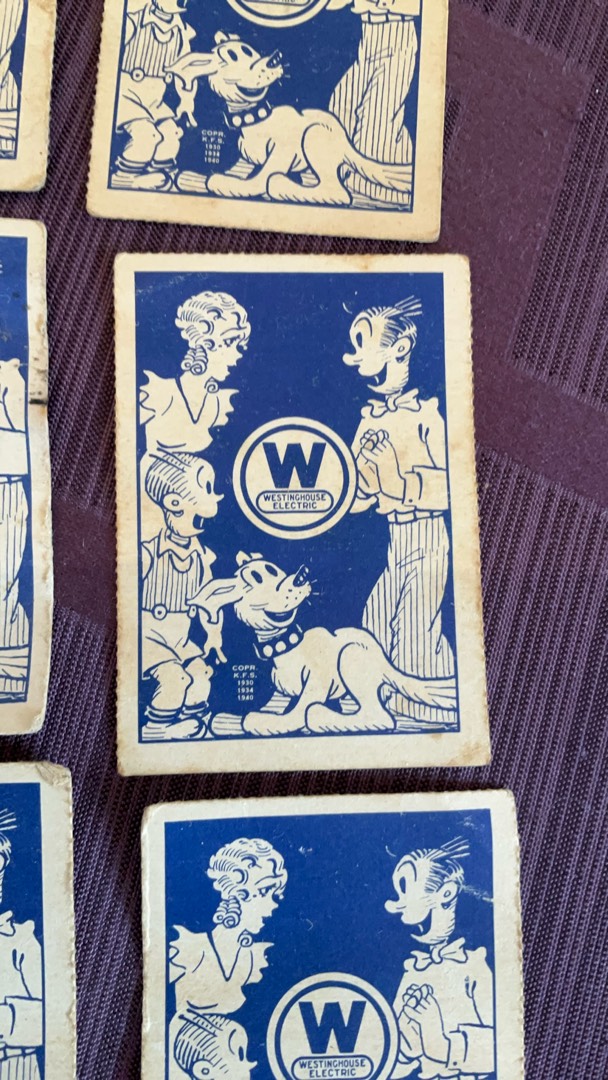 COPR.
K.F.S.
1930
1934
1940
W
WESTINGHOUSE
ELECTRIC
COPR.
K.F.S.
1930
1934
1940
W
WESTINGHOUSE
ELECTRIC